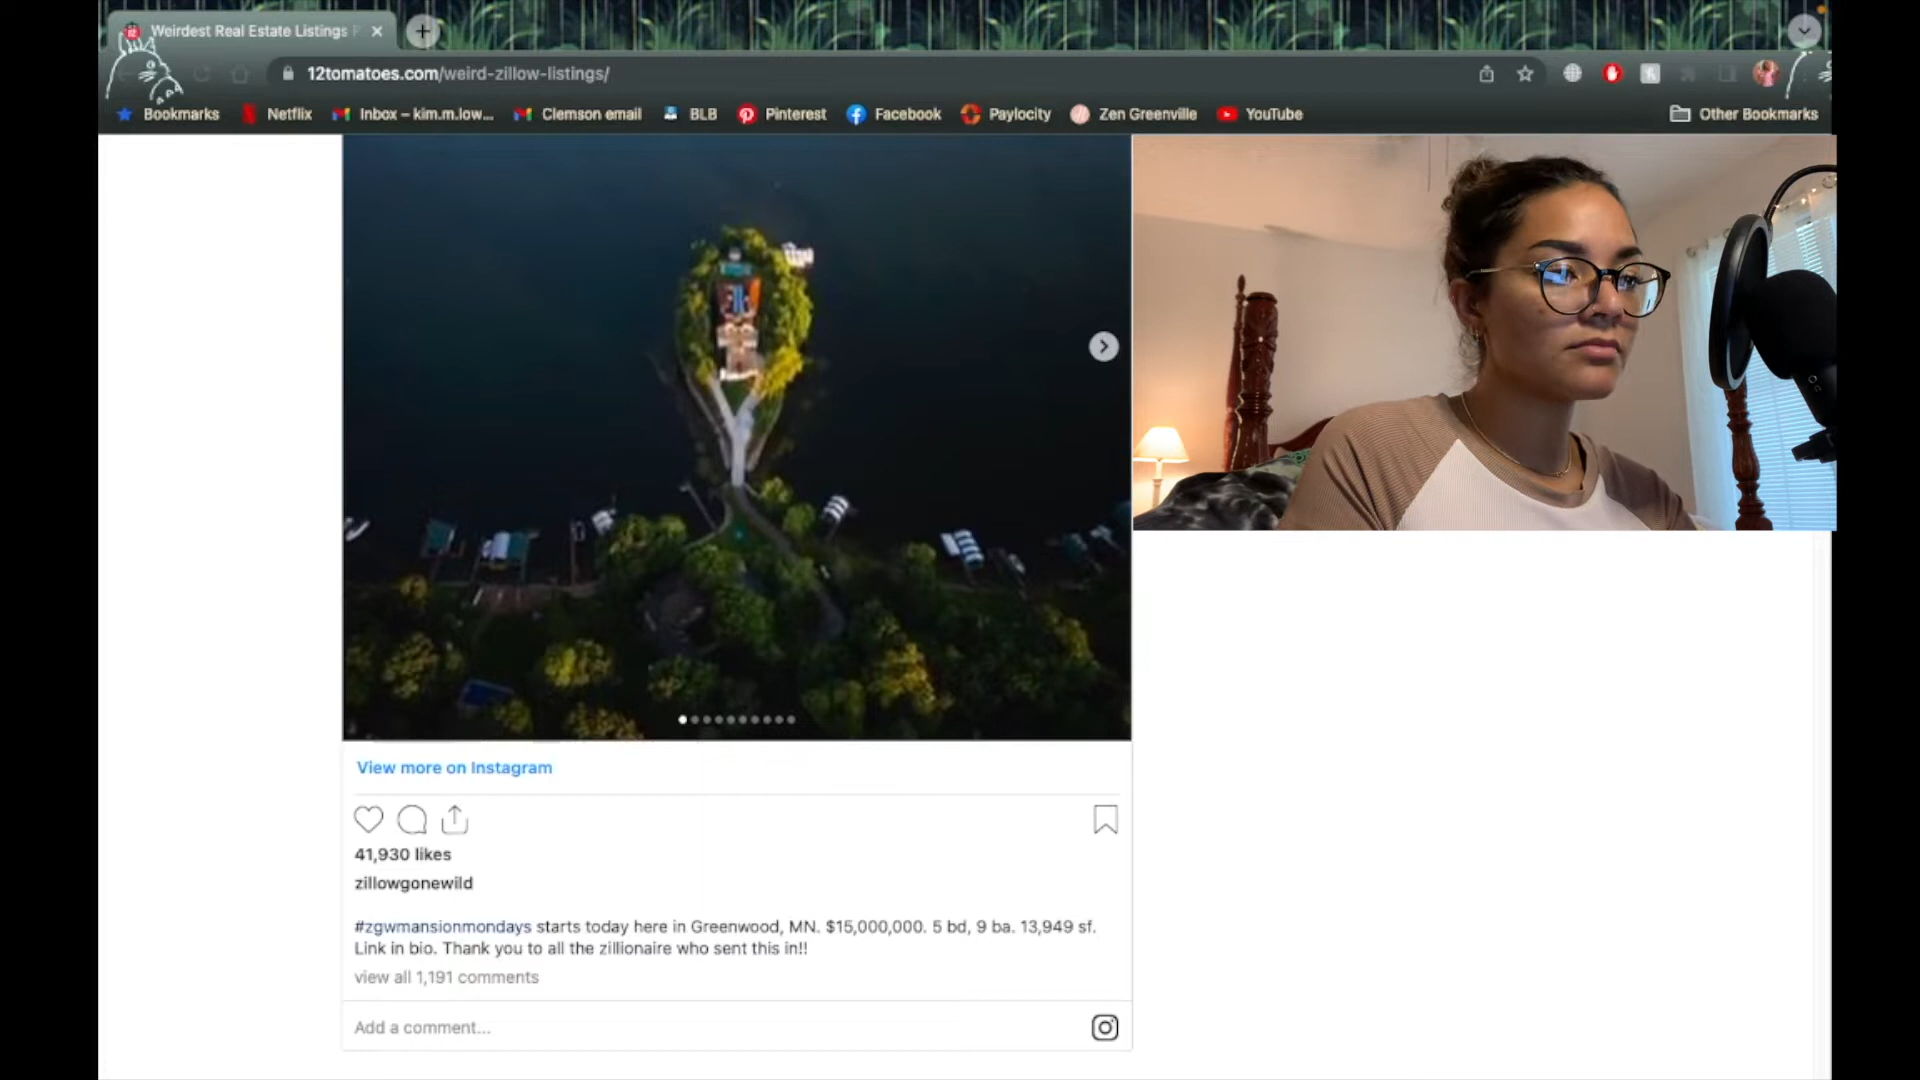 Weirdest Real Estate Listings
12tomatoes.com/weird-zillow-listings/
Bookmarks Netflix Inbox – kim.m.low... Clemson email BLB Pinterest Facebook Paylocity Zen Greenville YouTube Other Bookmarks
View more on Instagram
41,930 likes
zillowgonewild
#zgwmansionmondays starts today here in Greenwood, MN. $15,000,000. 5 bd, 9 ba. 13,949 sf.
Link in bio. Thank you to all the zillionaire who sent this in!!
view all 1,191 comments
Add a comment...